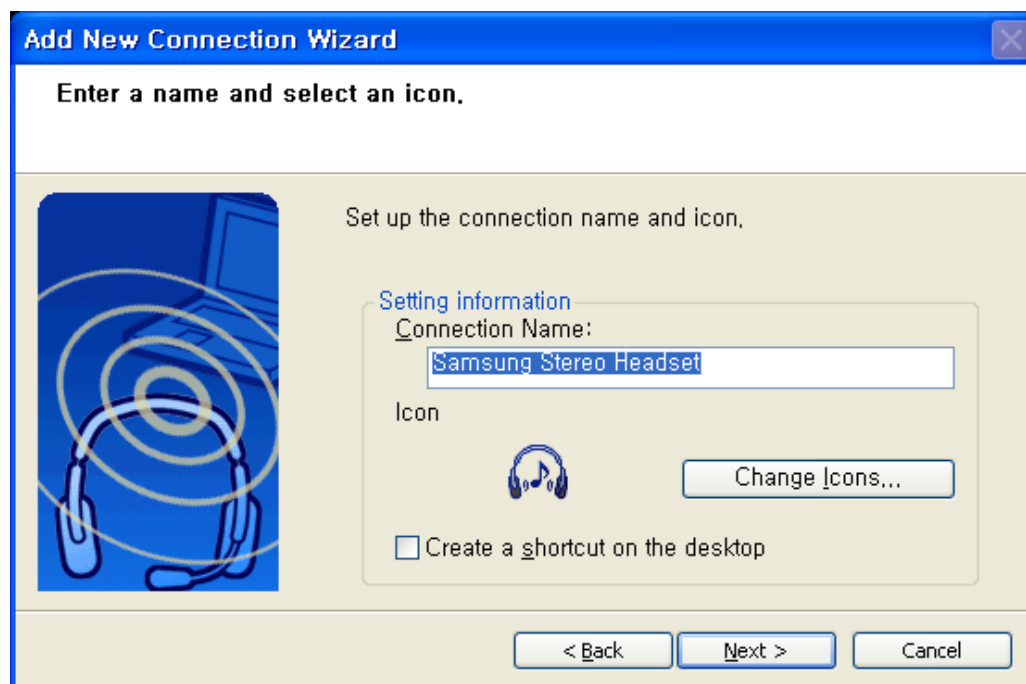 Add New Connection Wizard
Enter a name and select an icon.
Set up the connection name and icon.
Setting information
Connection Name:
Samsung Stereo Headset
Icon
Change Icons...
Create a shortcut on the desktop
< Back
Next >
Cancel